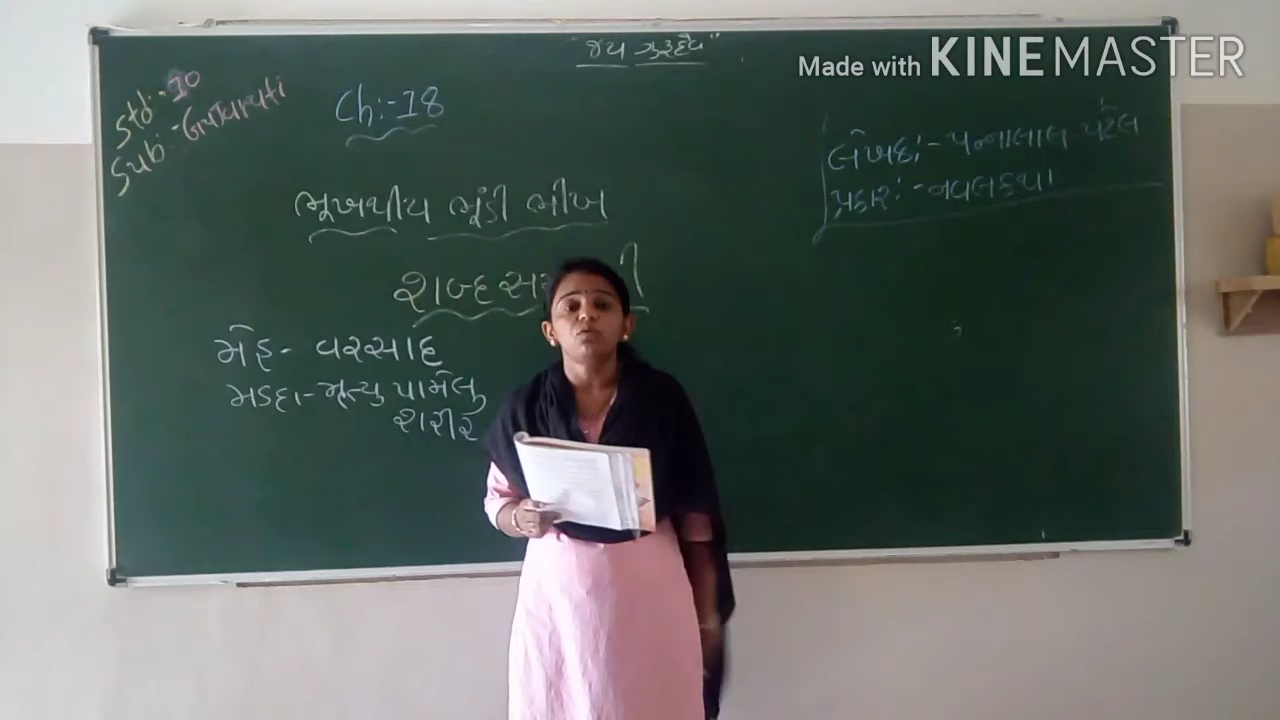 "જય ગુરૂદેવ"
Made with KINEMASTER
Std:-10
Sub:-Gujarati
Ch:-18
લેખક:-પન્નાલાલ પટેલ
પ્રકાર:-નવલકથા
ભૂખથીય ભૂંડી ભીખ
મેહ- વરસાદ
મડદા-મૃત્યુ પામેલુ
શરીર